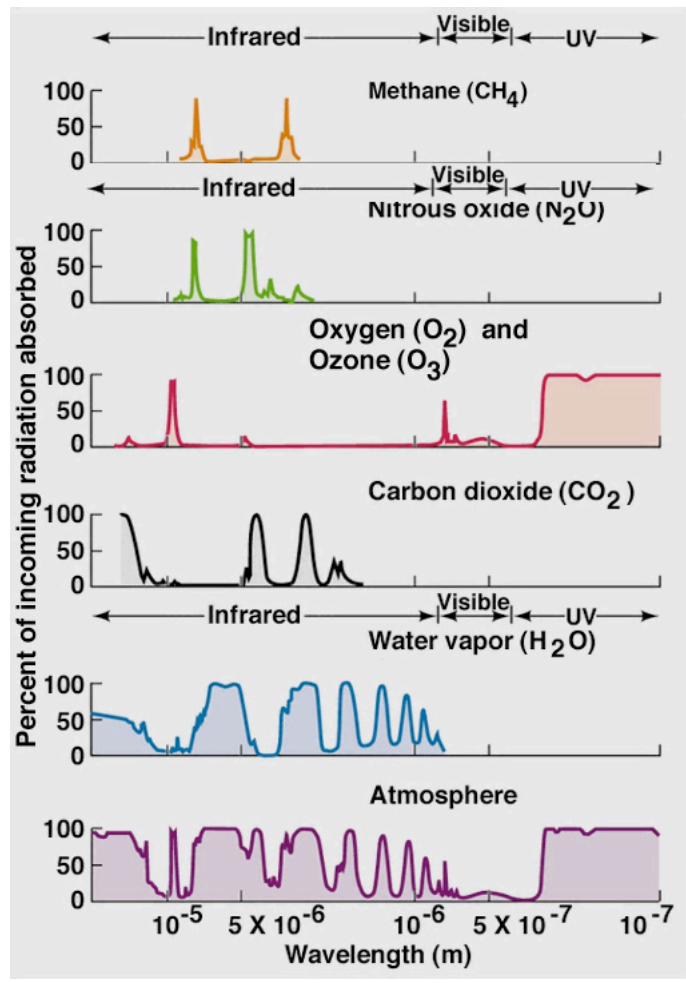 Infrared Visible UV
Methane (CH4)
100
50
0
Infrared Visible UV
Nitrous oxide (N2O)
100
50
0
Oxygen (O2) and
Ozone (O3)
100
50
0
Carbon dioxide (CO2 )
100
50
0
Infrared Visible UV
Water vapor (H2O)
100
50
0
Atmosphere
100
50
0
10-5 5 X 10-6 10-6 5 X 10-7 10-7
Wavelength (m)
Percent of incoming radiation absorbed